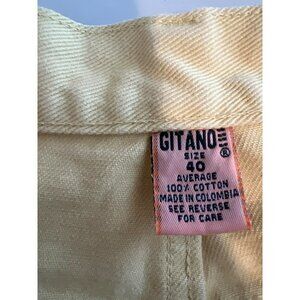 GITANO®
SIZE
40
AVERAGE
100% COTTON
MADE IN COLOMBIA
SEE REVERSE
FOR CARE